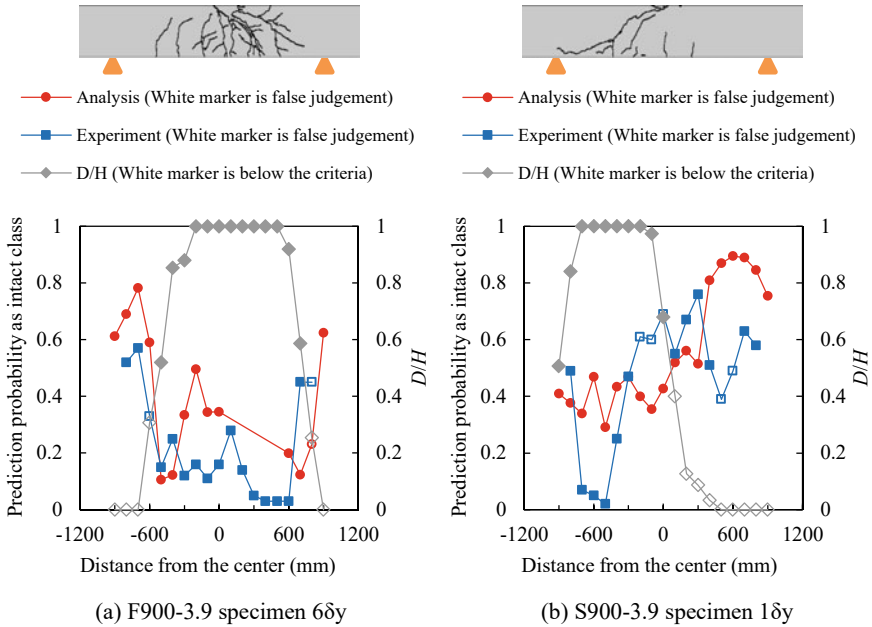 Analysis (White marker is false judgement)
Experiment (White marker is false judgement)
D/H (White marker is below the criteria)
Prediction probability as intact class
1
0.8
0.6
0.4
0.2
0
1
0.8
0.6
0.4
0.2
0
D/H
-1200
-600
0
600
1200
Distance from the center (mm)
(a) F900-3.9 specimen 6δy
Analysis (White marker is false judgement)
Experiment (White marker is false judgement)
D/H (White marker is below the criteria)
Prediction probability as intact class
1
0.8
0.6
0.4
0.2
0
1
0.8
0.6
0.4
0.2
0
D/H
-1200
-600
0
600
1200
Distance from the center (mm)
(b) S900-3.9 specimen 1δy